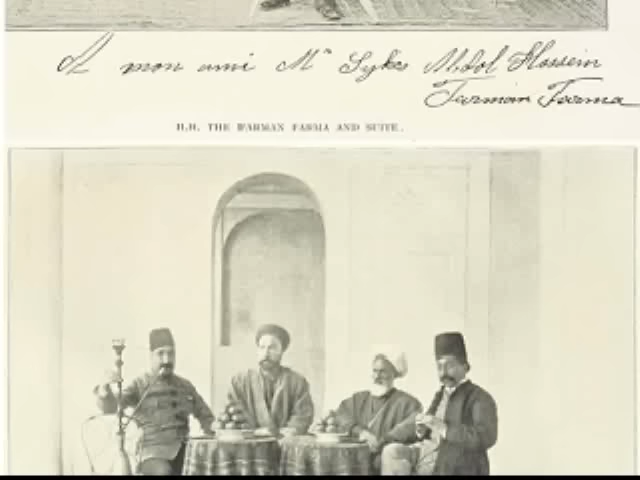 A mon ami Mr Sykes Abdol Hossein
Farman Farma
H.H. THE FARMAN FARMA AND SUITE.